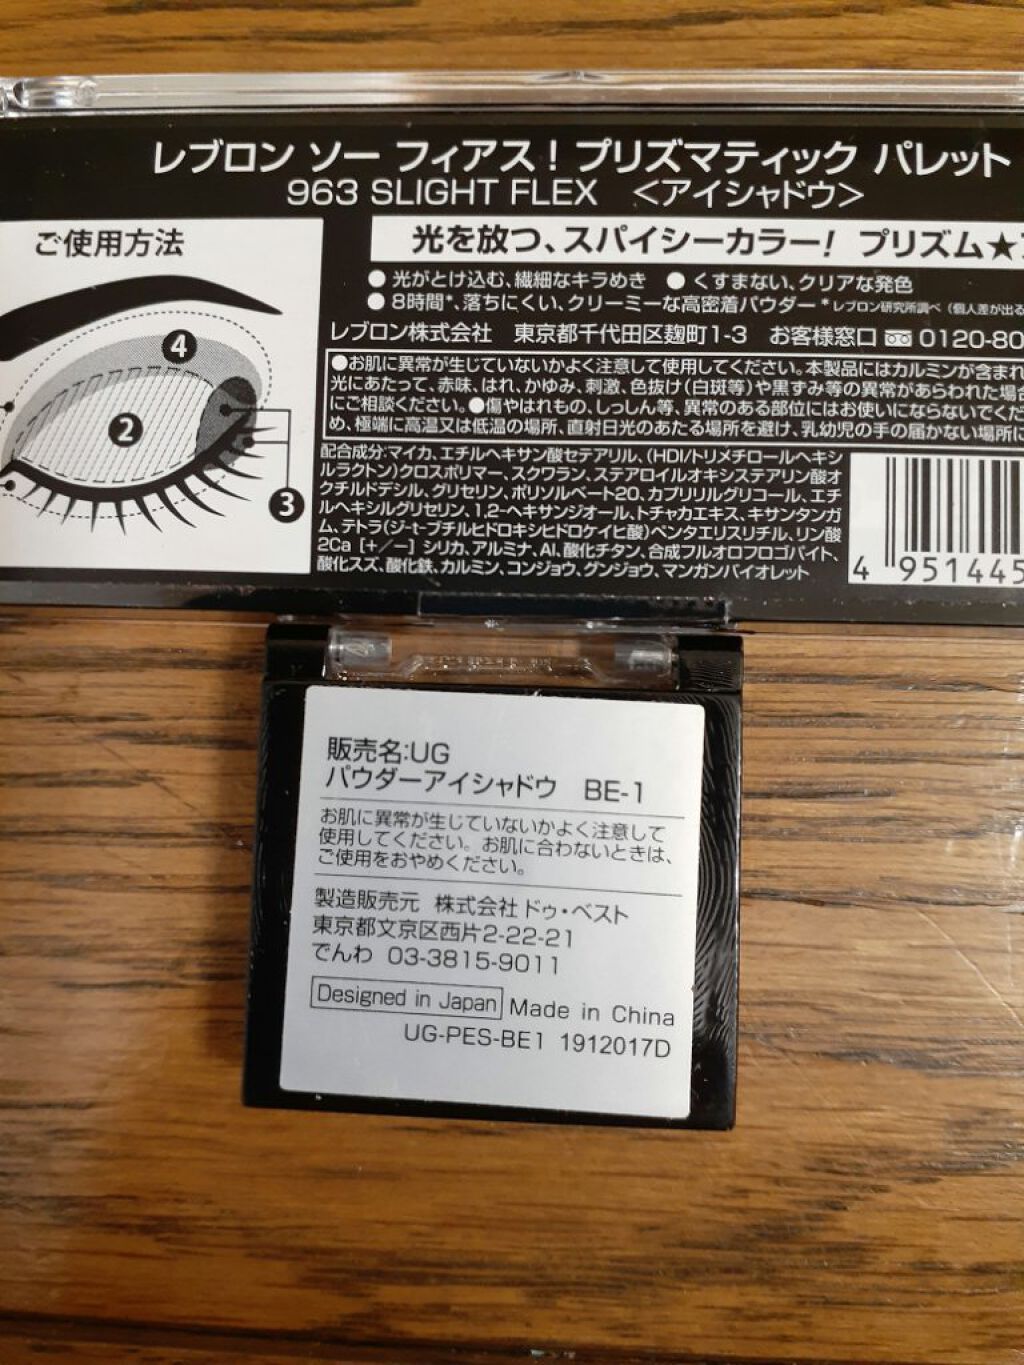 レブロン ソー フィアス！プリズマティック パレット
963 SLIGHT FLEX ＜アイシャドウ＞
ご使用方法
光を放つ、スパイシーカラー！ プリズム★
● 光がとけ込む、繊細なキラめき ● くすまない、クリアな発色
● 8時間*、落ちにくい、クリーミーな高密着パウダー *レブロン研究所調べ（個人差が出る
レブロン株式会社 東京都千代田区麹町1-3 お客様窓口 0120-80
●お肌に異常が生じていないかよく注意して使用してください。本製品にはカルミンが含まれ
光にあたって、赤味、はれ、かゆみ、刺激、色抜け(白斑等)や黒ずみ等の異常があらわれた場合
にご相談ください。●傷やはれもの、しっしん等、異常のある部位にはお使いにならないでくだ
め、極端に高温又は低温の場所、直射日光のあたる場所を避け、乳幼児の手の届かない場所に
4
2
3
配合成分:マイカ、エチルヘキサン酸セテアリル、(HDI/トリメチロールヘキシ
ルラクトン)クロスポリマー、スクワラン、ステアロイルオキシステアリン酸オ
クチルドデシル、グリセリン、ポリソルベート20、カプリリルグリコール、エチ
ルヘキシルグリセリン、1,2-ヘキサンジオール、トチャカエキス、キサンタンガ
ム、テトラ(ジ-t-ブチルヒドロキシヒドロケイヒ酸)ペンタエリスリチル、リン酸
2Ca [+/−] シリカ、アルミナ、Al、酸化チタン、合成フルオロフロゴパイト、
酸化スズ、酸化鉄、カルミン、コンジョウ、グンジョウ、マンガンバイオレット
4 951445
販売名:UG
パウダーアイシャドウ BE-1
お肌に異常が生じていないかよく注意して
使用してください。お肌に合わないときは、
ご使用をおやめください。
製造販売元 株式会社 ドゥ・ベスト
東京都文京区西片2-22-21
でんわ 03-3815-9011
Designed in Japan Made in China
UG-PES-BE1 1912017D